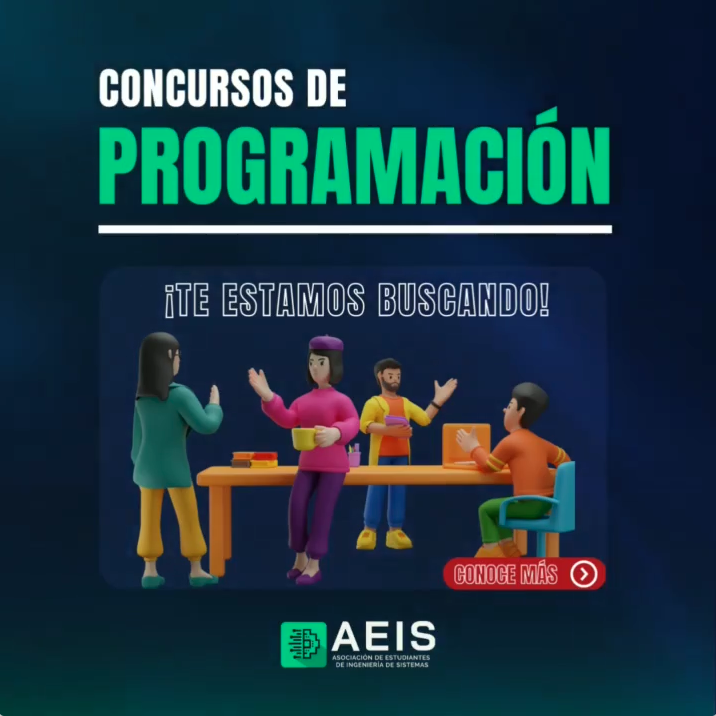 CONCURSOS DE
PROGRAMACIÓN
¡TE ESTAMOS BUSCANDO!
CONOCE MÁS
AEIS
ASOCIACIÓN DE ESTUDIANTES
DE INGENIERÍA DE SISTEMAS